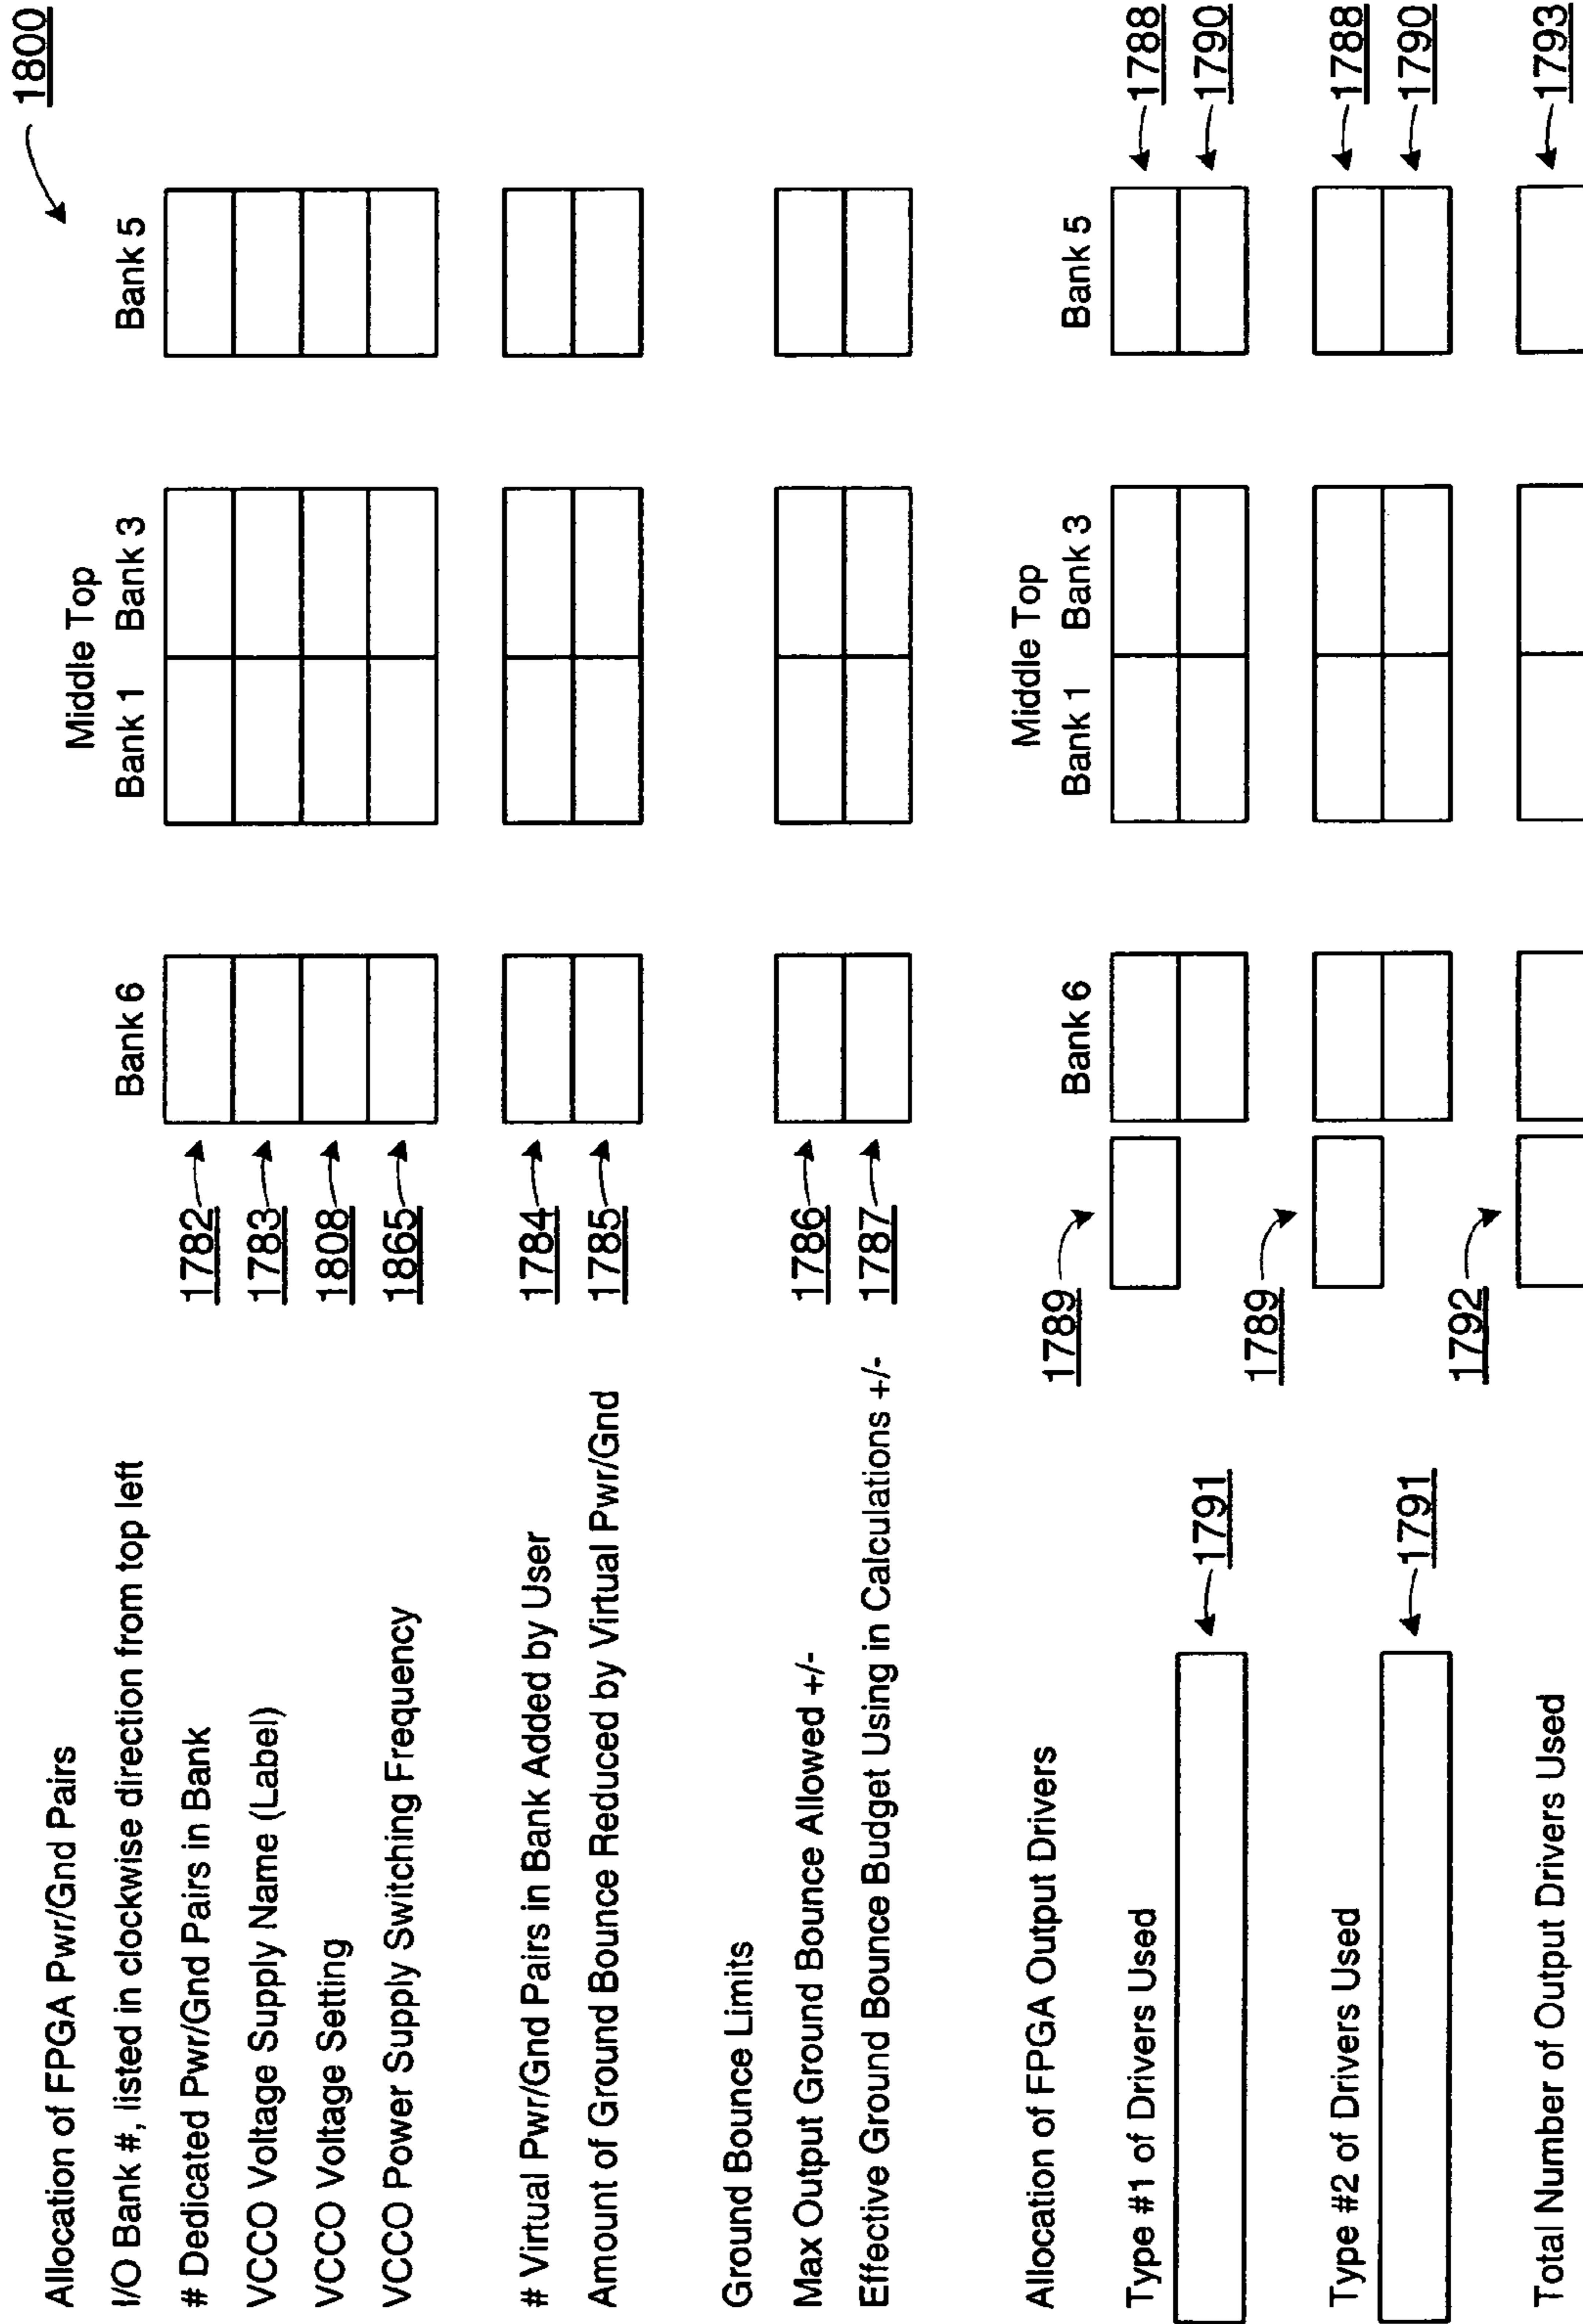 1800
Allocation of FPGA Pwr/Gnd Pairs
Middle Top
I/O Bank #, listed in clockwise direction from top left Bank 6 Bank 1 Bank 3 Bank 5
# Dedicated Pwr/Gnd Pairs in Bank 1782
VCCO Voltage Supply Name (Label) 1783
VCCO Voltage Setting 1808
VCCO Power Supply Switching Frequency 1865
# Virtual Pwr/Gnd Pairs in Bank Added by User 1784
Amount of Ground Bounce Reduced by Virtual Pwr/Gnd 1785
Ground Bounce Limits
Max Output Ground Bounce Allowed +/- 1786
Effective Ground Bounce Budget Using in Calculations +/- 1787
Allocation of FPGA Output Drivers
Middle Top
1789 Bank 6 Bank 1 Bank 3 Bank 5
Type #1 of Drivers Used 1788
1791 1790
1789
Type #2 of Drivers Used 1788
1791 1790
1792
Total Number of Output Drivers Used 1793